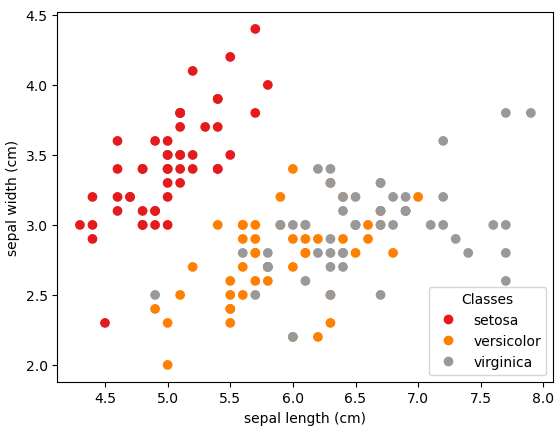 4.5
4.0
3.5
3.0
2.5
2.0
sepal width (cm)
4.5 5.0 5.5 6.0 6.5 7.0 7.5 8.0
sepal length (cm)
Classes
setosa
versicolor
virginica